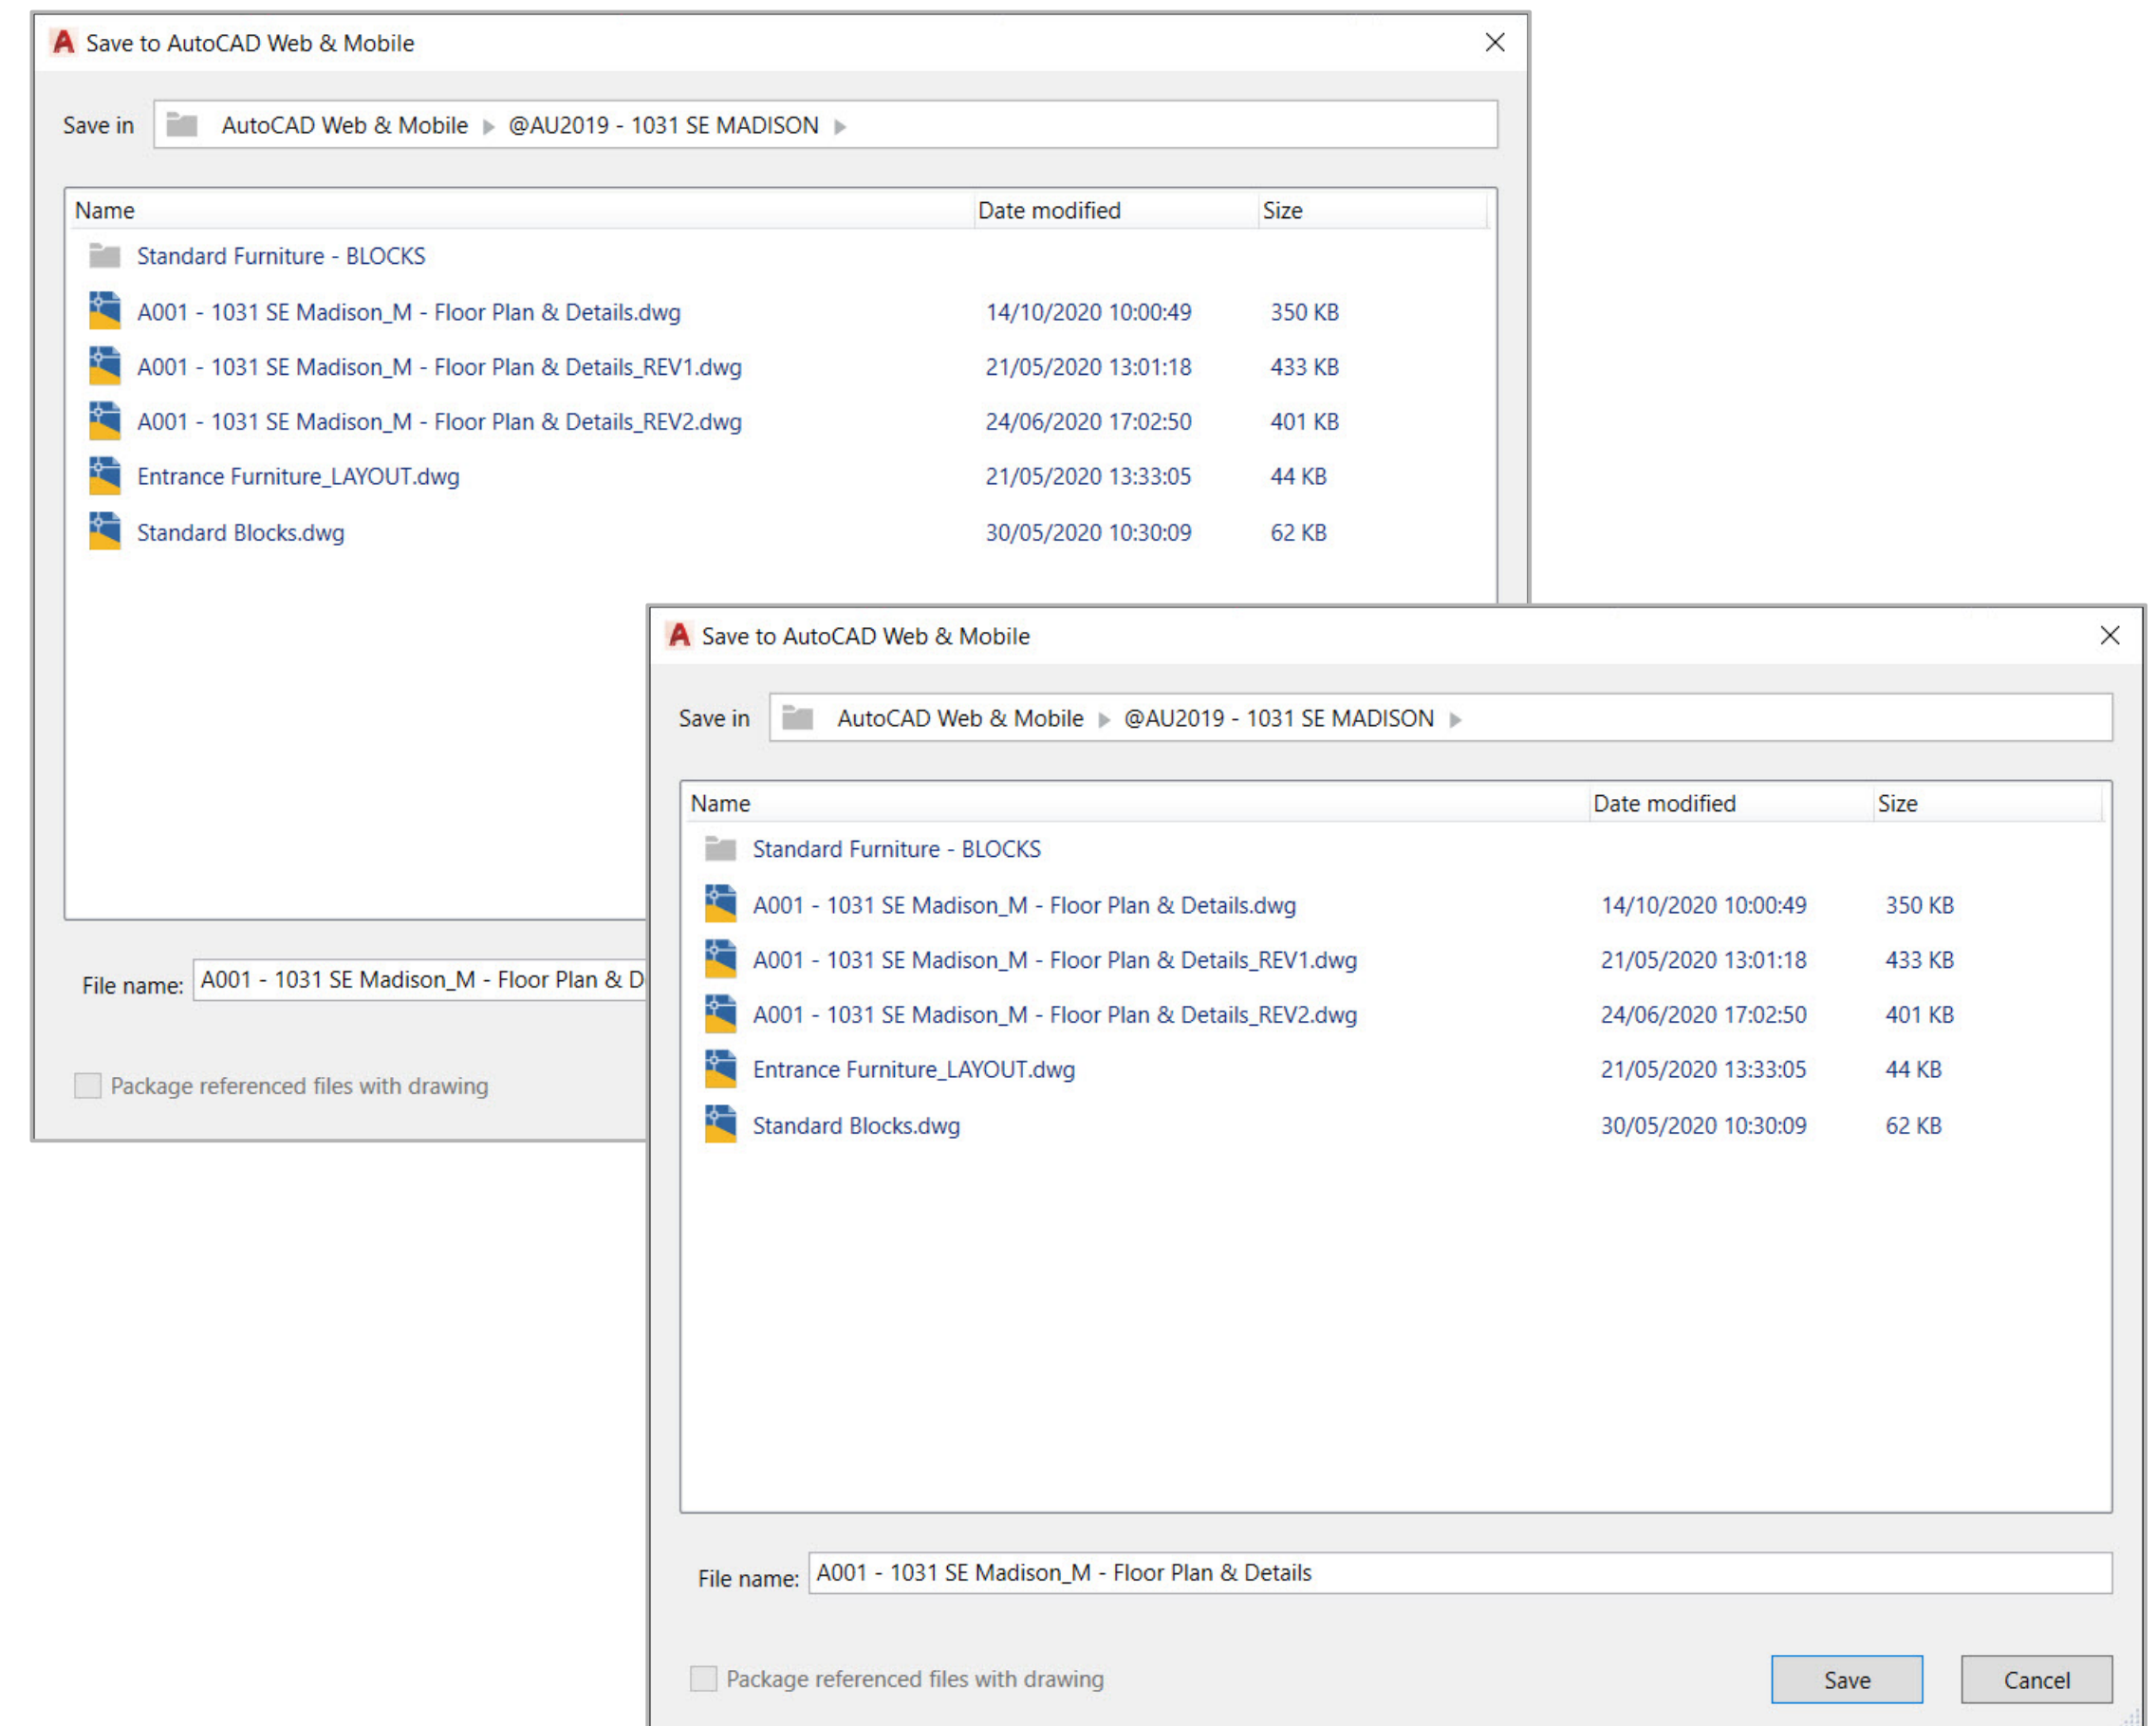 Save to AutoCAD Web & Mobile
Save in AutoCAD Web & Mobile @AU2019 - 1031 SE MADISON
Name Date modified Size
Standard Furniture - BLOCKS
A001 - 1031 SE Madison_M - Floor Plan & Details.dwg 14/10/2020 10:00:49 350 KB
A001 - 1031 SE Madison_M - Floor Plan & Details_REV1.dwg 21/05/2020 13:01:18 433 KB
A001 - 1031 SE Madison_M - Floor Plan & Details_REV2.dwg 24/06/2020 17:02:50 401 KB
Entrance Furniture_LAYOUT.dwg 21/05/2020 13:33:05 44 KB
Standard Blocks.dwg 30/05/2020 10:30:09 62 KB
File name: A001 - 1031 SE Madison_M - Floor Plan & D
Package referenced files with drawing
Save to AutoCAD Web & Mobile
Save in AutoCAD Web & Mobile @AU2019 - 1031 SE MADISON
Name Date modified Size
Standard Furniture - BLOCKS
A001 - 1031 SE Madison_M - Floor Plan & Details.dwg 14/10/2020 10:00:49 350 KB
A001 - 1031 SE Madison_M - Floor Plan & Details_REV1.dwg 21/05/2020 13:01:18 433 KB
A001 - 1031 SE Madison_M - Floor Plan & Details_REV2.dwg 24/06/2020 17:02:50 401 KB
Entrance Furniture_LAYOUT.dwg 21/05/2020 13:33:05 44 KB
Standard Blocks.dwg 30/05/2020 10:30:09 62 KB
File name: A001 - 1031 SE Madison_M - Floor Plan & Details
Package referenced files with drawing Save Cancel